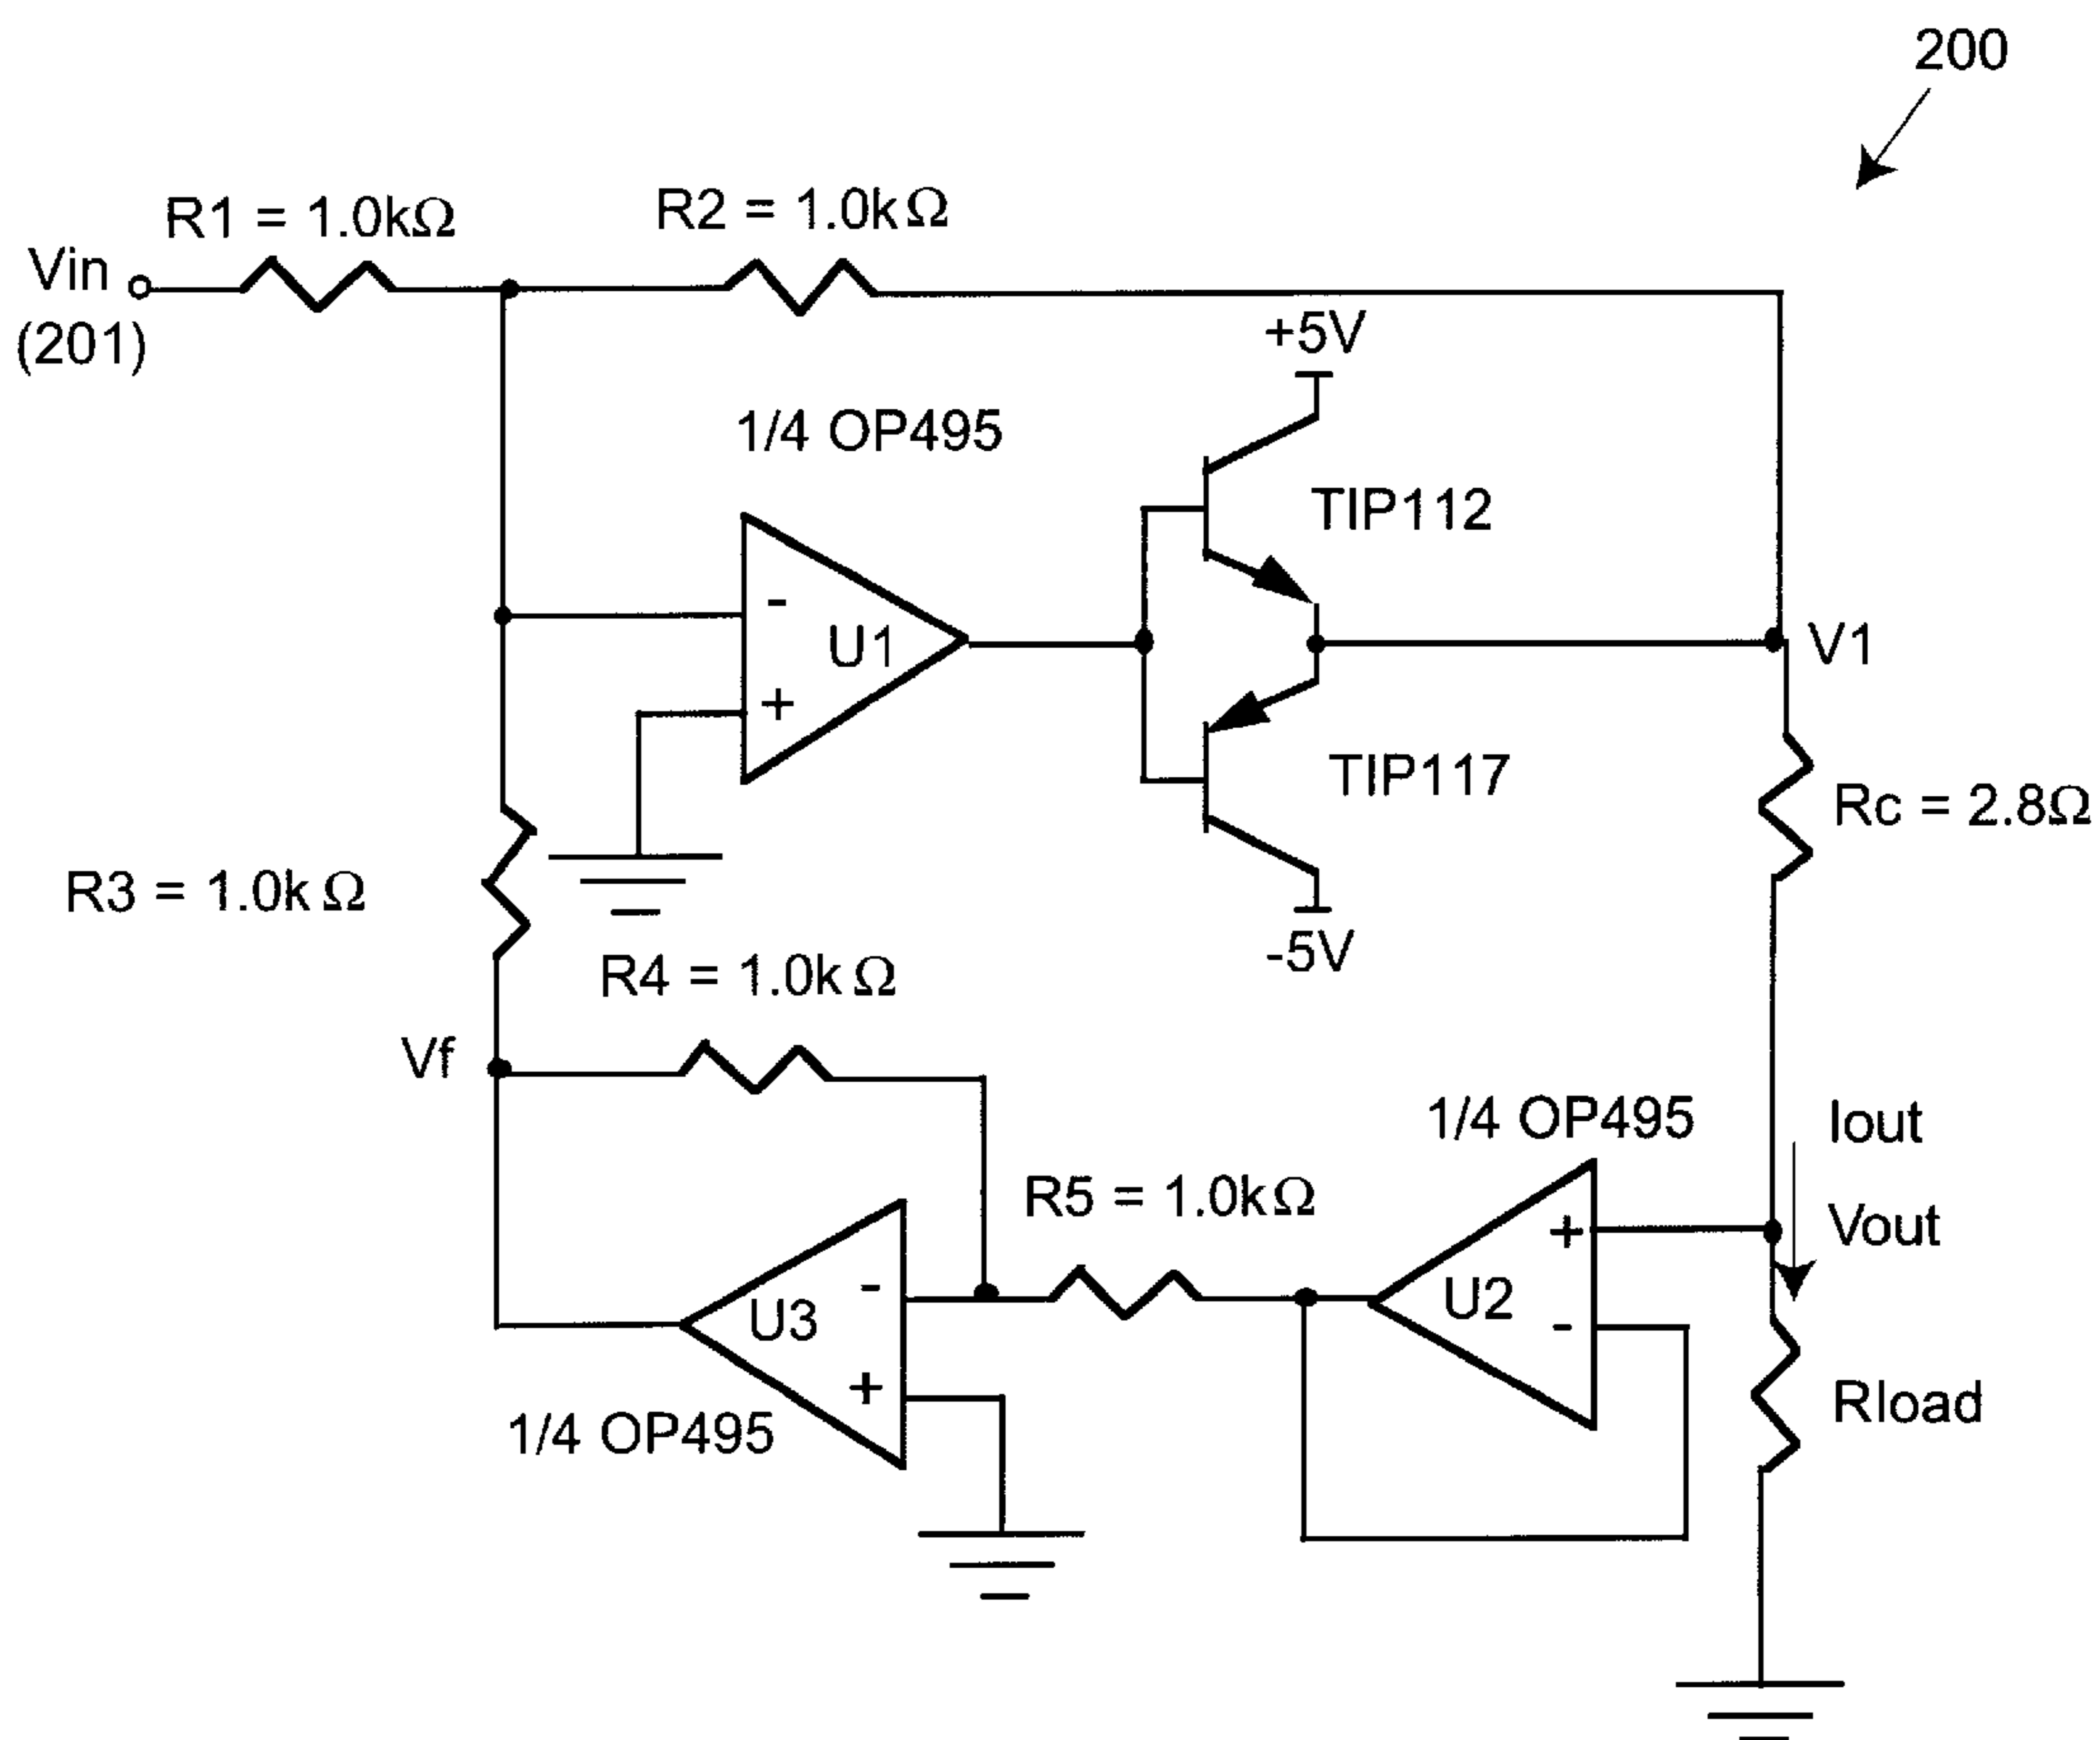 200
R1 = 1.0kΩ
R2 = 1.0kΩ
Vin
(201)
+5V
1/4 OP495
TIP112
-
U1
+
V1
TIP117
Rc = 2.8Ω
R3 = 1.0kΩ
-5V
R4 = 1.0kΩ
Vf
1/4 OP495
Iout
R5 = 1.0kΩ
+
Vout
-
U3
U2
-
+
Rload
1/4 OP495